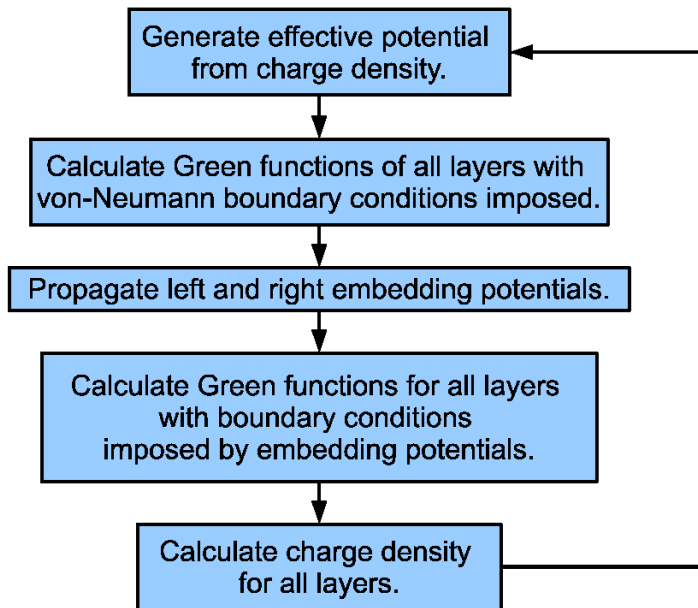 Generate effective potential
from charge density.
Calculate Green functions of all layers with
von-Neumann boundary conditions imposed.
Propagate left and right embedding potentials.
Calculate Green functions for all layers
with boundary conditions
imposed by embedding potentials.
Calculate charge density
for all layers.